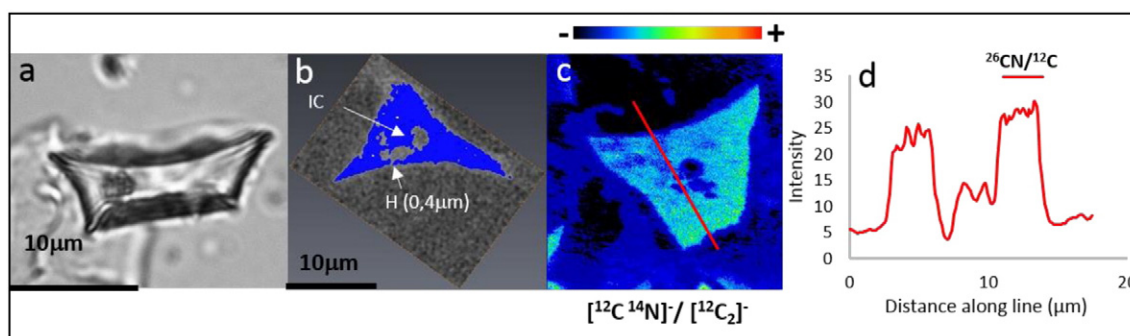 - +
a
b
c
d
IC
H (0,4µm)
10µm
10µm
[¹²C ¹⁴N]⁻/ [¹²C₂]⁻
²⁶CN/¹²C
Intensity
35
30
25
20
15
10
5
0
0 10 20
Distance along line (µm)